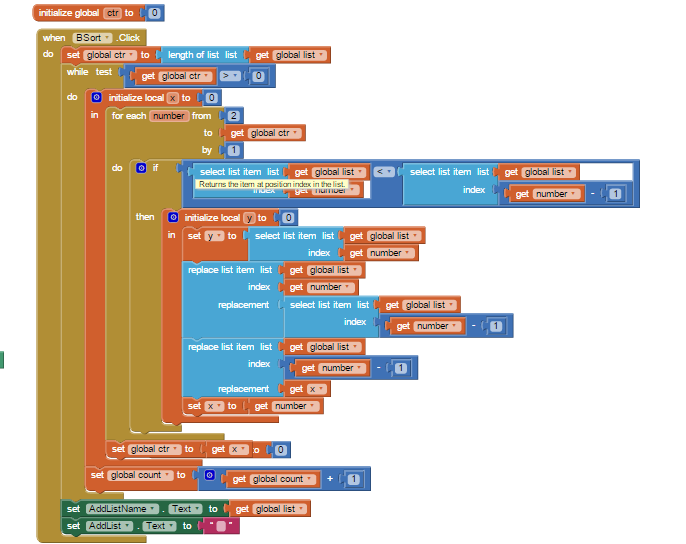 initialize global ctr to 0
when BSort .Click
do set global ctr to length of list list get global list
while test get global ctr > 0
do initialize local x to 0
in for each number from 2
to get global ctr
by 1
do if select list item list get global list < select list item list get global list
Returns the item at position index in the list.
index get number index get number - 1
then initialize local y to 0
in set y to select list item list get global list
index get number
replace list item list get global list
index get number
replacement select list item list get global list
index get number - 1
replace list item list get global list
index get number - 1
replacement get x
set x to get number
set global ctr to get x to 0
set global count to get global count + 1
set AddListName . Text to get global list
set AddList . Text to " "